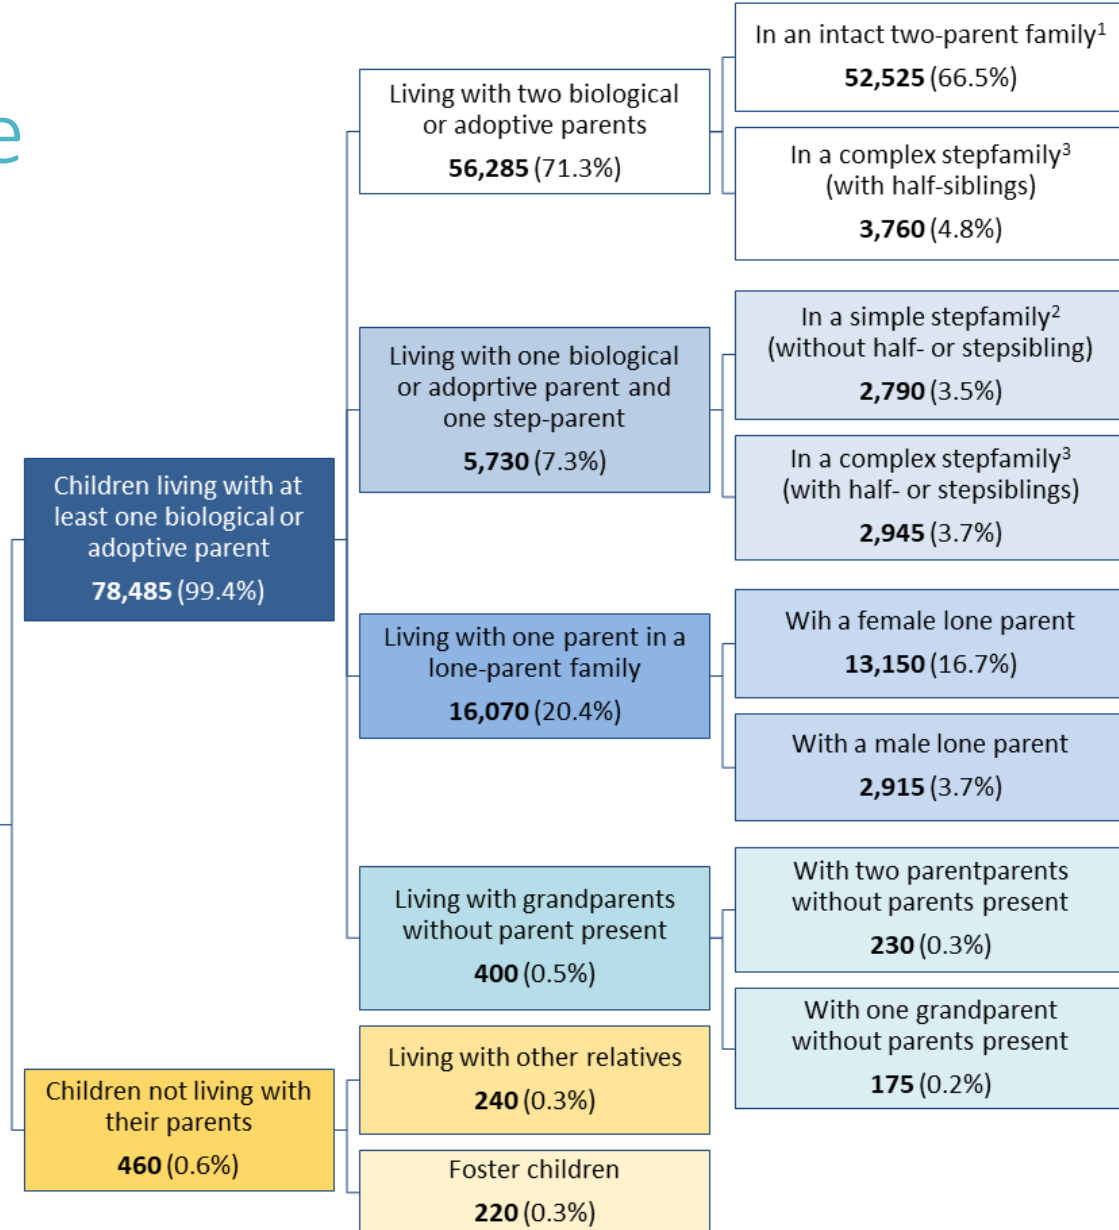 e
Children living with at
least one biological or
adoptive parent
78,485 (99.4%)
Children not living with
their parents
460 (0.6%)
Living with two biological
or adoptive parents
56,285 (71.3%)
Living with one biological
or adoprtive parent and
one step-parent
5,730 (7.3%)
Living with one parent in a
lone-parent family
16,070 (20.4%)
Living with grandparents
without parent present
400 (0.5%)
Living with other relatives
240 (0.3%)
Foster children
220 (0.3%)
In an intact two-parent family¹
52,525 (66.5%)
In a complex stepfamily³
(with half-siblings)
3,760 (4.8%)
In a simple stepfamily²
(without half- or stepsibling)
2,790 (3.5%)
In a complex stepfamily³
(with half- or stepsiblings)
2,945 (3.7%)
Wih a female lone parent
13,150 (16.7%)
With a male lone parent
2,915 (3.7%)
With two parentparents
without parents present
230 (0.3%)
With one grandparent
without parents present
175 (0.2%)